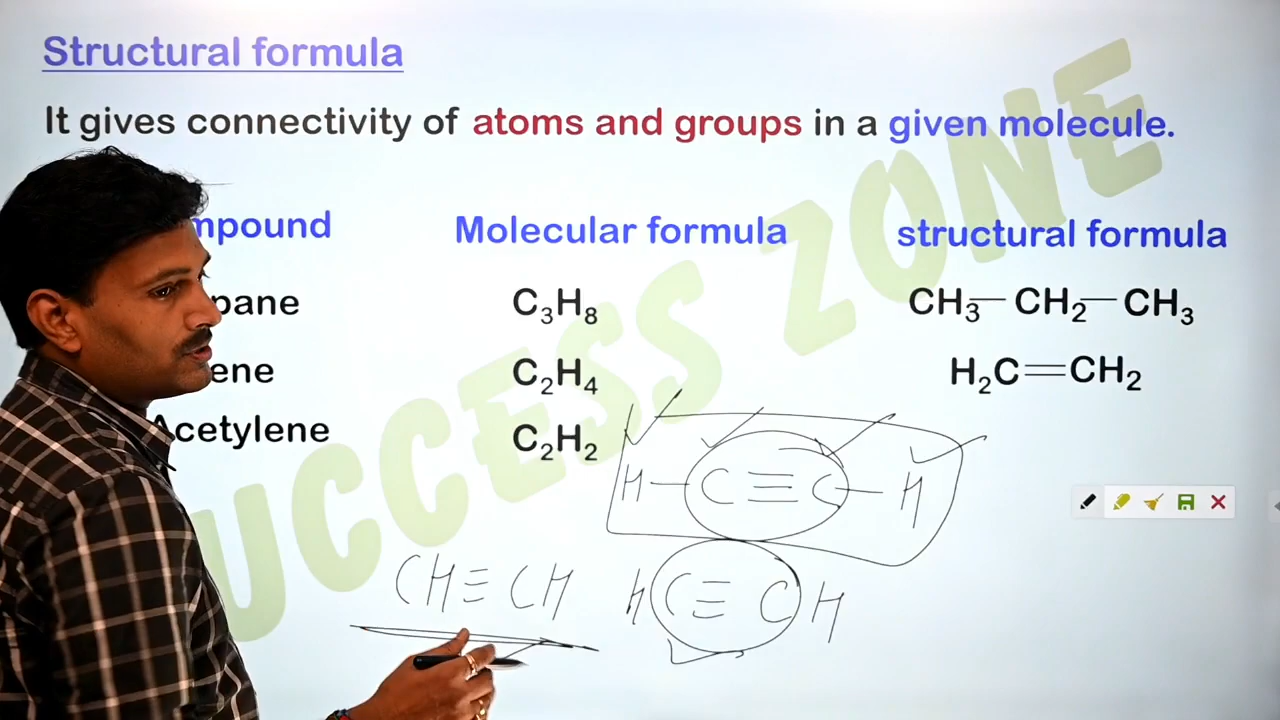 Structural formula
It gives connectivity of atoms and groups in a given molecule.
mpound Molecular formula structural formula
pane C₃H₈ CH₃—CH₂—CH₃
ene C₂H₄ H₂C=CH₂
Acetylene C₂H₂
H—C≡C—H
CH≡CH HC≡CH
SUCCESS ZONE